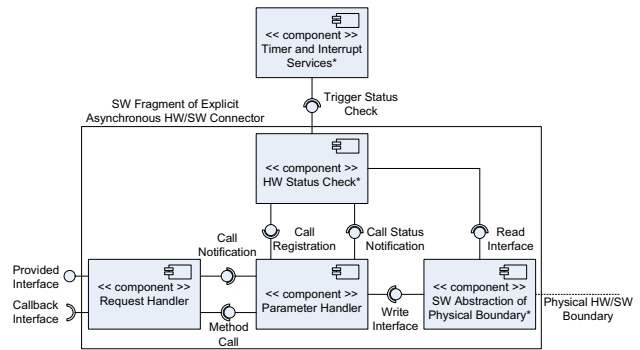 << component >>
Timer and Interrupt
Services*
Trigger Status
Check
SW Fragment of Explicit
Asynchronous HW/SW Connector
<< component >>
HW Status Check*
Call
Notification
Call
Registration
Call Status
Notification
Read
Interface
Provided
Interface
Callback
Interface
<< component >>
Request Handler
Method
Call
<< component >>
Parameter Handler
Write
Interface
<< component >>
SW Abstraction of
Physical Boundary*
Physical HW/SW
Boundary